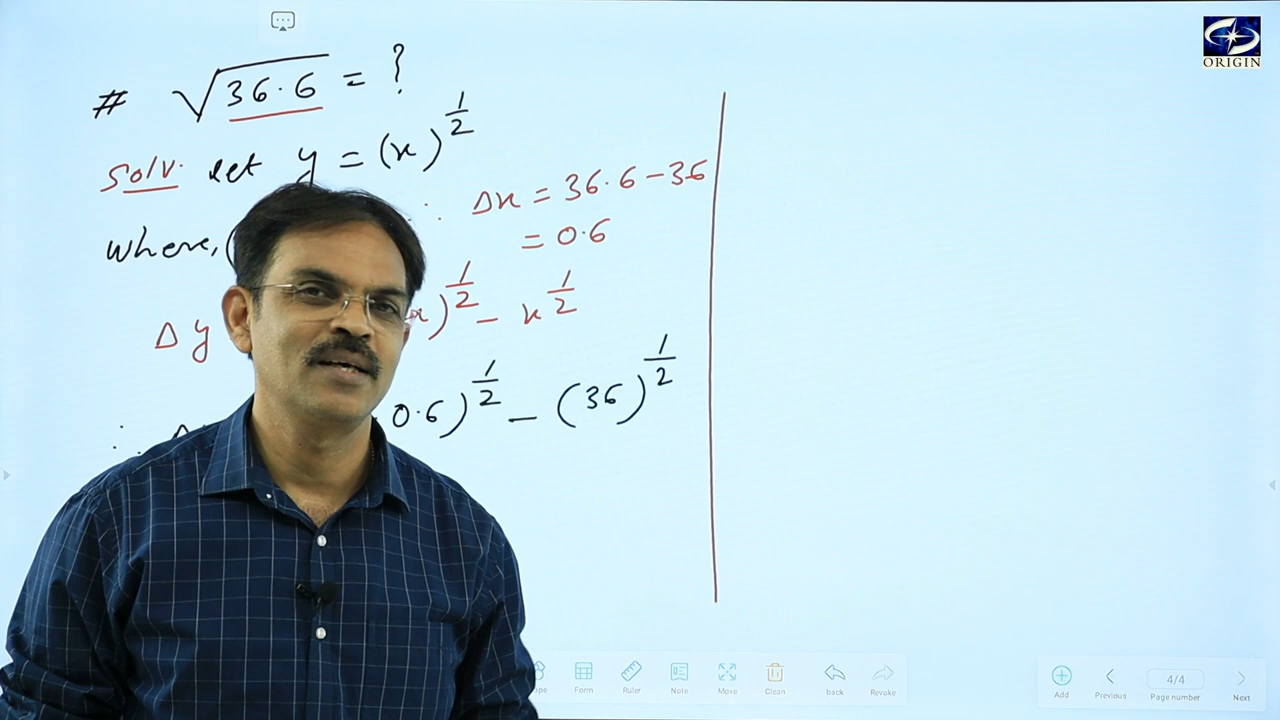 # √36.6 = ?
Solv. let y = (x)^1/2
where, (
∴ Δx = 36.6 - 36
= 0.6
Δy x)^1/2 - x^1/2
∴ Δ 0.6)^1/2 - (36)^1/2
ORIGIN
Form
Ruler
Note
Move
Clean
back
Revoke
Add
Previous
4/4
Page number
Next